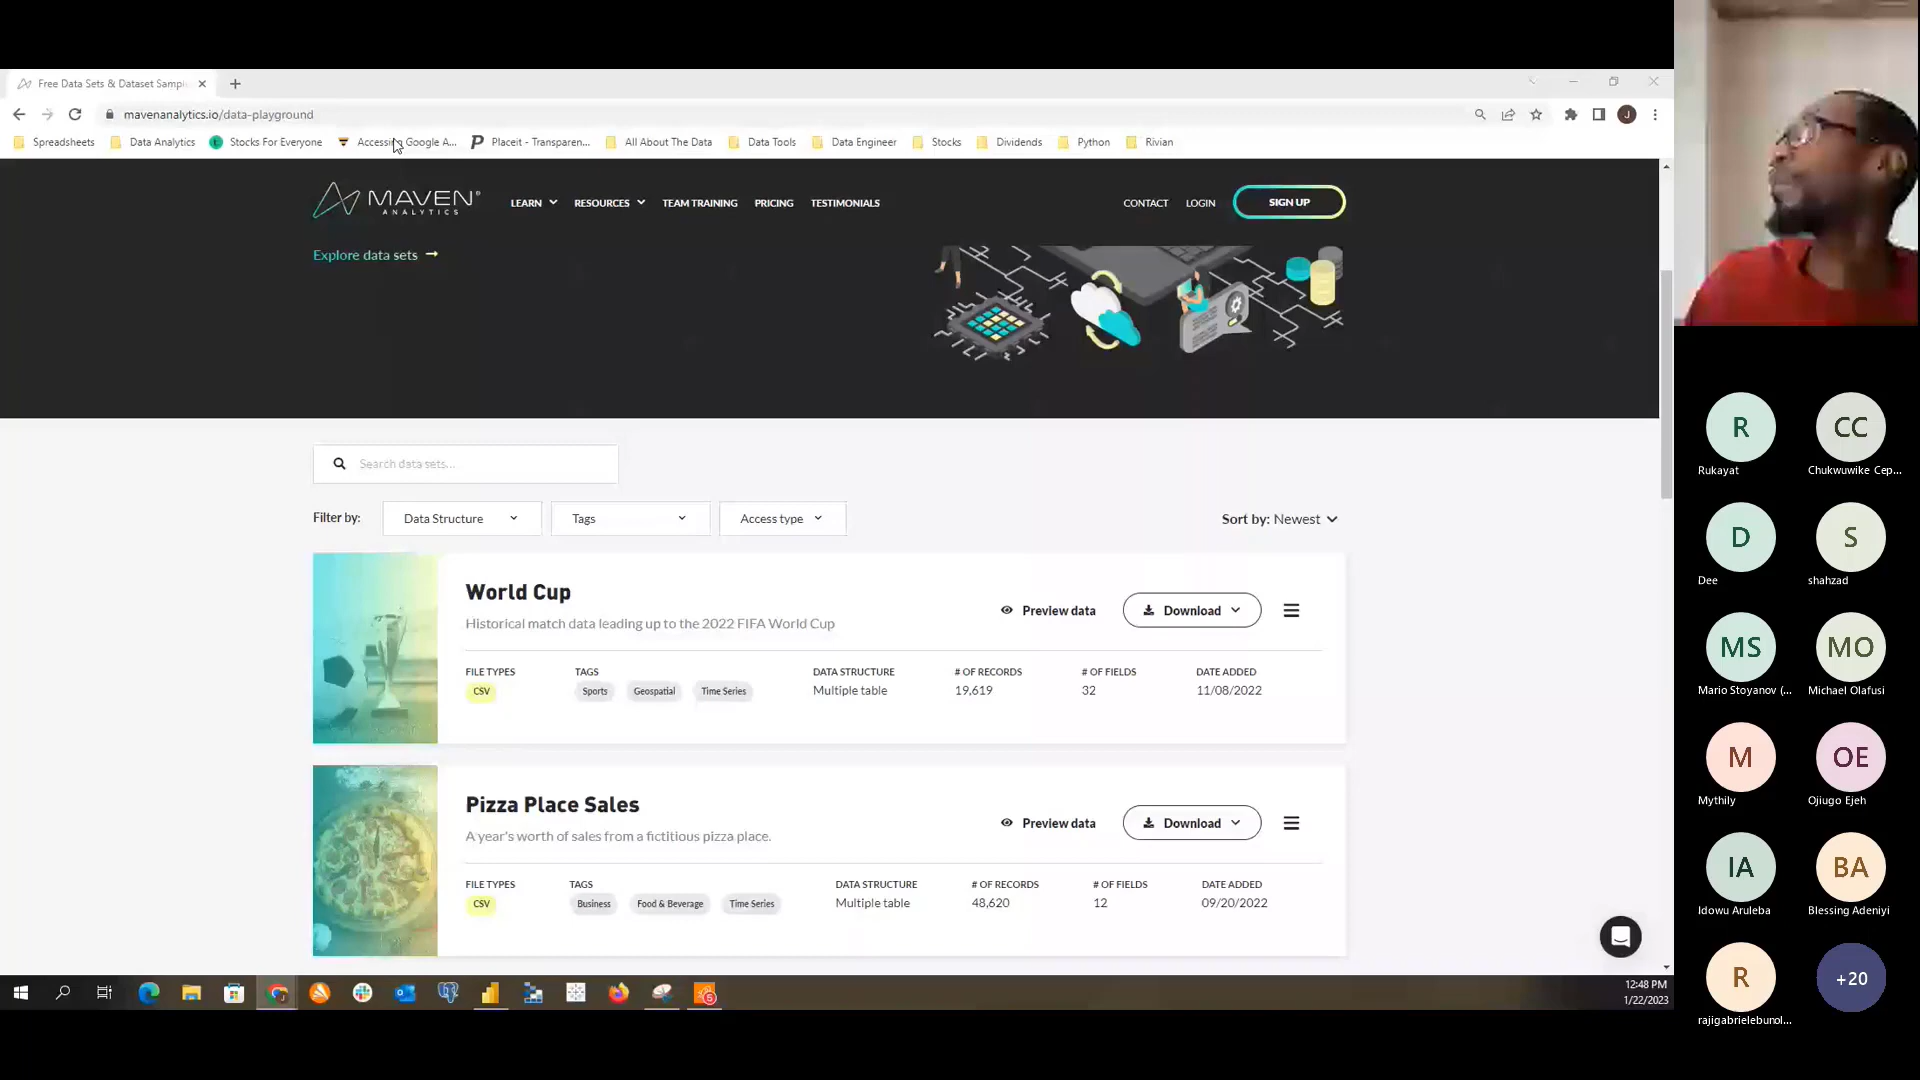 Free Data Sets & Dataset Sampl
mavenanalytics.io/data-playground
J
Spreadsheets
Data Analytics
Stocks For Everyone
Accessing Google A...
Placeit - Transparen...
All About The Data
Data Tools
Data Engineer
Stocks
Dividends
Python
Rivian
MAVEN
ANALYTICS
LEARN
RESOURCES
TEAM TRAINING
PRICING
TESTIMONIALS
CONTACT
LOGIN
SIGN UP
Explore data sets →
Search data sets...
Filter by:
Data Structure
Tags
Access type
Sort by: Newest
World Cup
Historical match data leading up to the 2022 FIFA World Cup
Preview data
Download
FILE TYPES
CSV
TAGS
Sports
Geospatial
Time Series
DATA STRUCTURE
Multiple table
# OF RECORDS
19,619
# OF FIELDS
32
DATE ADDED
11/08/2022
Pizza Place Sales
A year's worth of sales from a fictitious pizza place.
Preview data
Download
FILE TYPES
CSV
TAGS
Business
Food & Beverage
Time Series
DATA STRUCTURE
Multiple table
# OF RECORDS
48,620
# OF FIELDS
12
DATE ADDED
09/20/2022
5
12:48 PM
1/22/2023
R
Rukayat
CC
Chukwuwike Cep...
D
Dee
S
shahzad
MS
Mario Stoyanov (...
MO
Michael Olafusi
M
Mythily
OE
Ojiugo Ejeh
IA
Idowu Aruleba
BA
Blessing Adeniyi
R
rajigabrielebunol...
+20